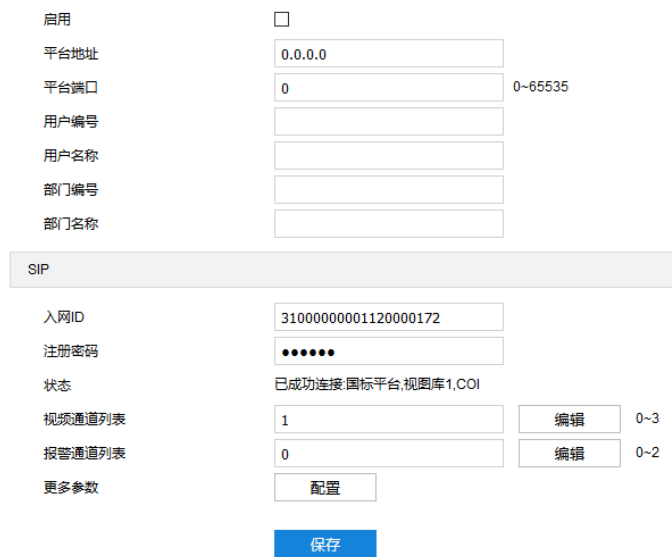 启用
平台地址 0.0.0.0
平台端口 0 0~65535
用户编号
用户名称
部门编号
部门名称
SIP
入网ID 31000000001120000172
注册密码 ●●●●●●
状态 已成功连接:国标平台,视图库1,COI
视频通道列表 1 编辑 0~3
报警通道列表 0 编辑 0~2
更多参数 配置
保存